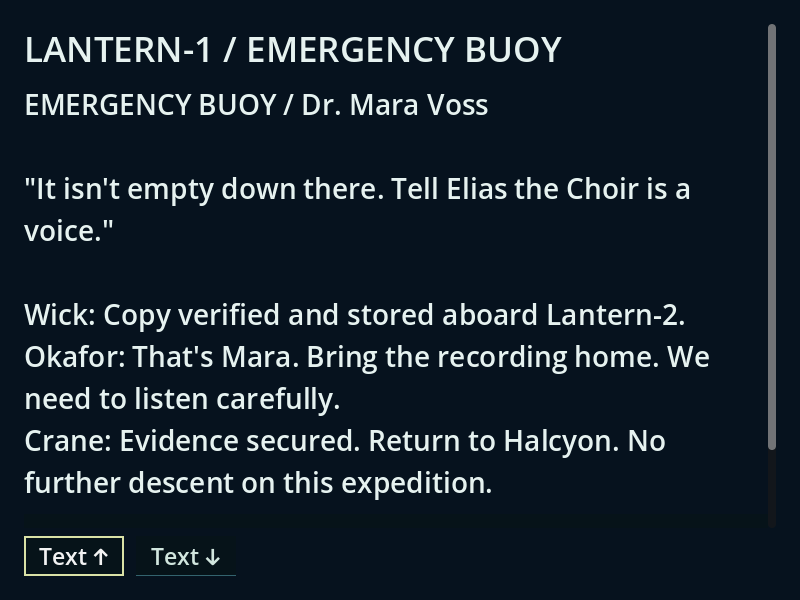 LANTERN-1 / EMERGENCY BUOY
EMERGENCY BUOY / Dr. Mara Voss
"It isn't empty down there. Tell Elias the Choir is a
voice."
Wick: Copy verified and stored aboard Lantern-2.
Okafor: That's Mara. Bring the recording home. We
need to listen carefully.
Crane: Evidence secured. Return to Halcyon. No
further descent on this expedition.
Text ↑
Text ↓